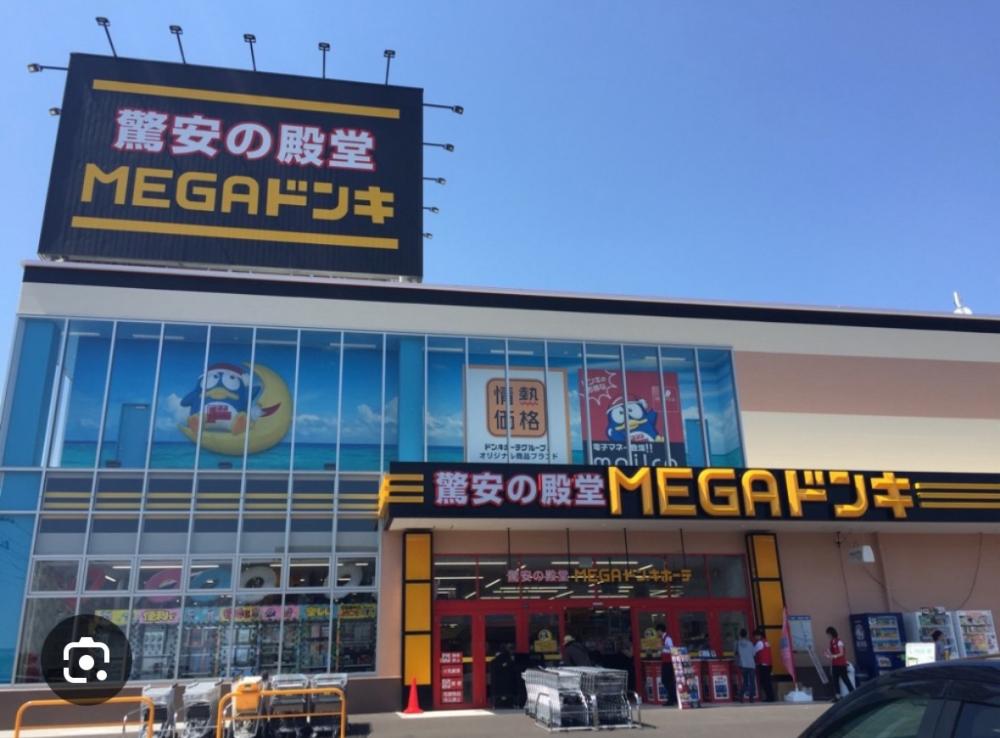 驚安の殿堂
MEGAドンキ
情熱
価格
ドンキホーテグループ
オリジナル商品ブランド
電子マネー
majica
驚安の殿堂 MEGAドンキ
驚安の殿堂 MEGAドンキホーテ